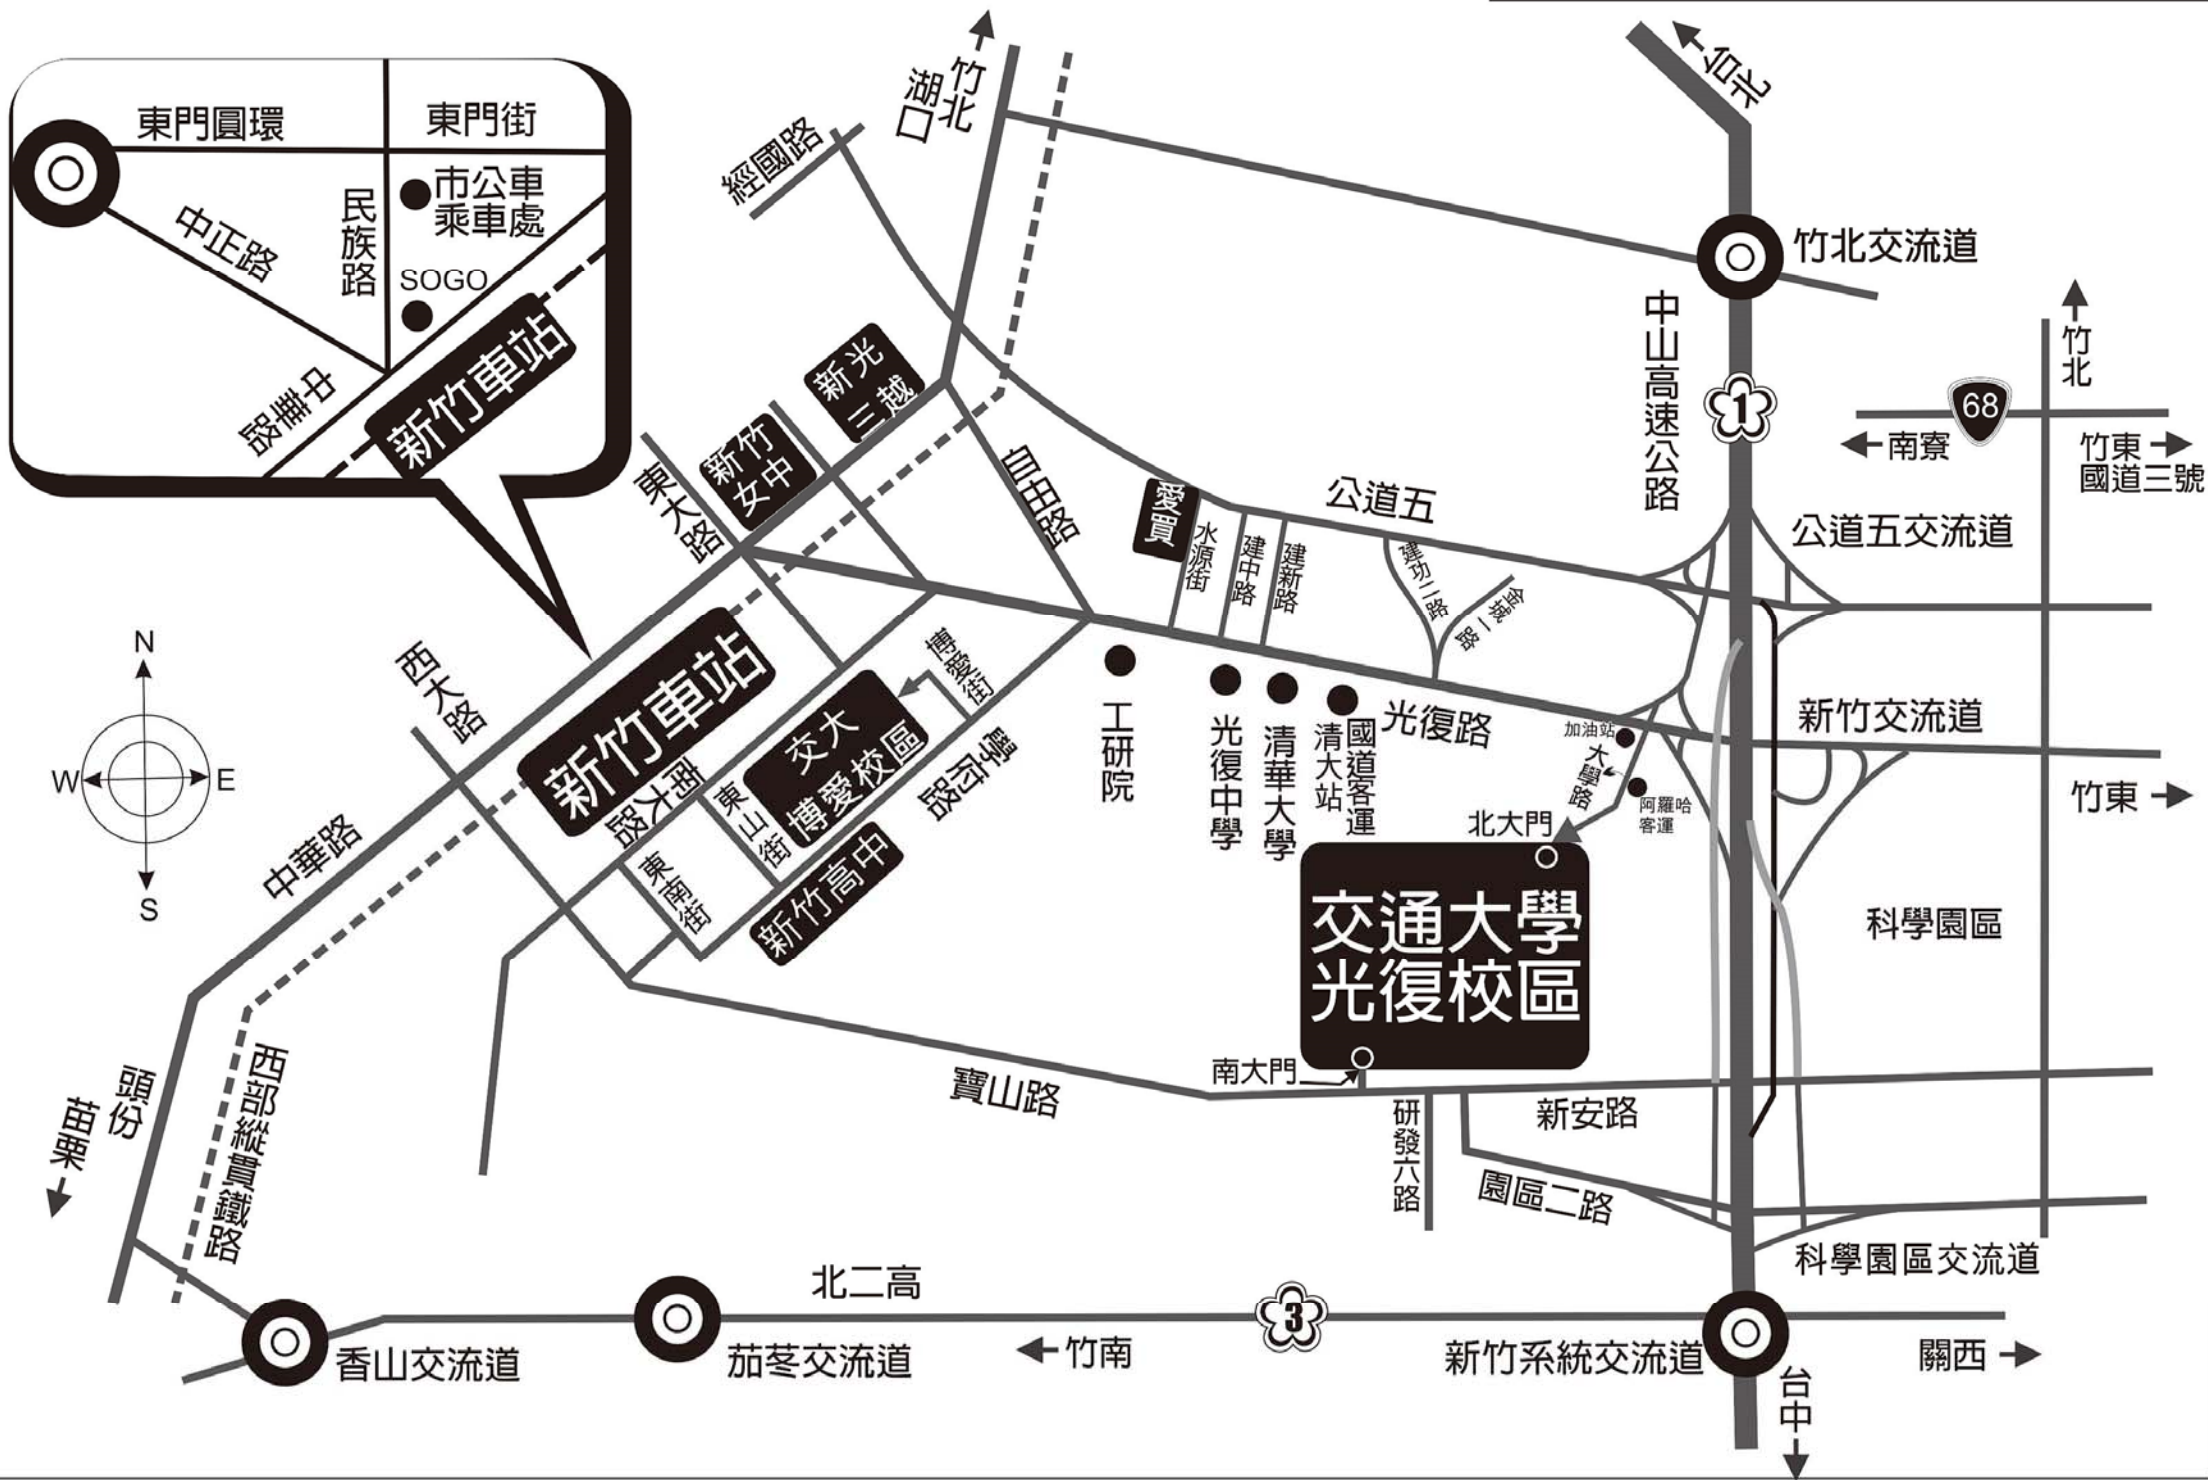 東門圓環
東門街
市公車
乘車處
民族路
中正路
SOGO
中華路
新竹車站
竹北
湖口
經國路
台北
竹北交流道
中山高速公路
1
竹北
68
南寮
竹東
國道三號
公道五交流道
新光
三越
新竹
女中
東大路
自由路
愛買
公道五
水源街
建中路
建新路
建功二路
金城一路
N
W
E
S
西大路
新竹車站
博愛街
交大
博愛校區
學府路
南大路
東山街
東南街
新竹高中
工研院
光復中學
清華大學
國道客運
清大站
光復路
加油站
大學路
阿羅哈
客運
北大門
新竹交流道
竹東
交通大學
光復校區
科學園區
南大門
中華路
頭份
苗栗
西部縱貫鐵路
寶山路
研發六路
新安路
園區二路
科學園區交流道
北二高
3
香山交流道
茄苳交流道
竹南
新竹系統交流道
關西
台中